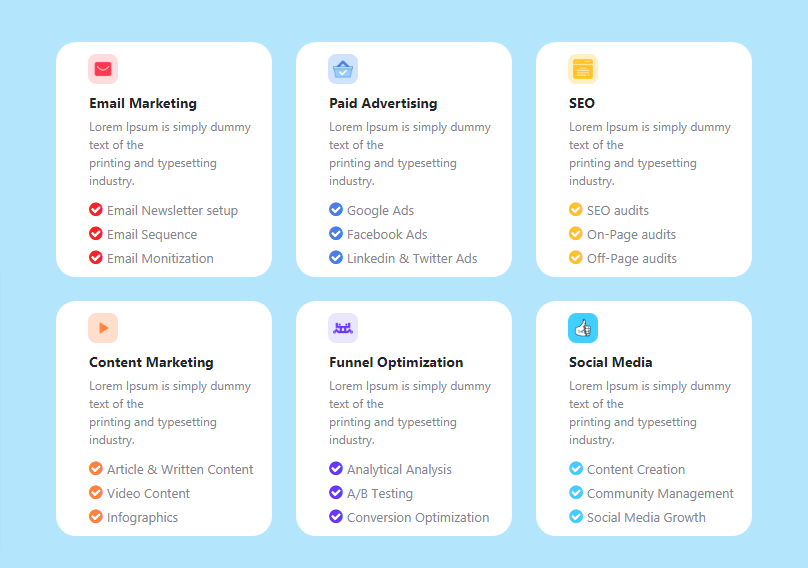 Email Marketing
Lorem Ipsum is simply dummy
text of the
printing and typesetting
industry.
Email Newsletter setup
Email Sequence
Email Monitization
Paid Advertising
Lorem Ipsum is simply dummy
text of the
printing and typesetting
industry.
Google Ads
Facebook Ads
Linkedin & Twitter Ads
SEO
Lorem Ipsum is simply dummy
text of the
printing and typesetting
industry.
SEO audits
On-Page audits
Off-Page audits
Content Marketing
Lorem Ipsum is simply dummy
text of the
printing and typesetting
industry.
Article & Written Content
Video Content
Infographics
Funnel Optimization
Lorem Ipsum is simply dummy
text of the
printing and typesetting
industry.
Analytical Analysis
A/B Testing
Conversion Optimization
Social Media
Lorem Ipsum is simply dummy
text of the
printing and typesetting
industry.
Content Creation
Community Management
Social Media Growth